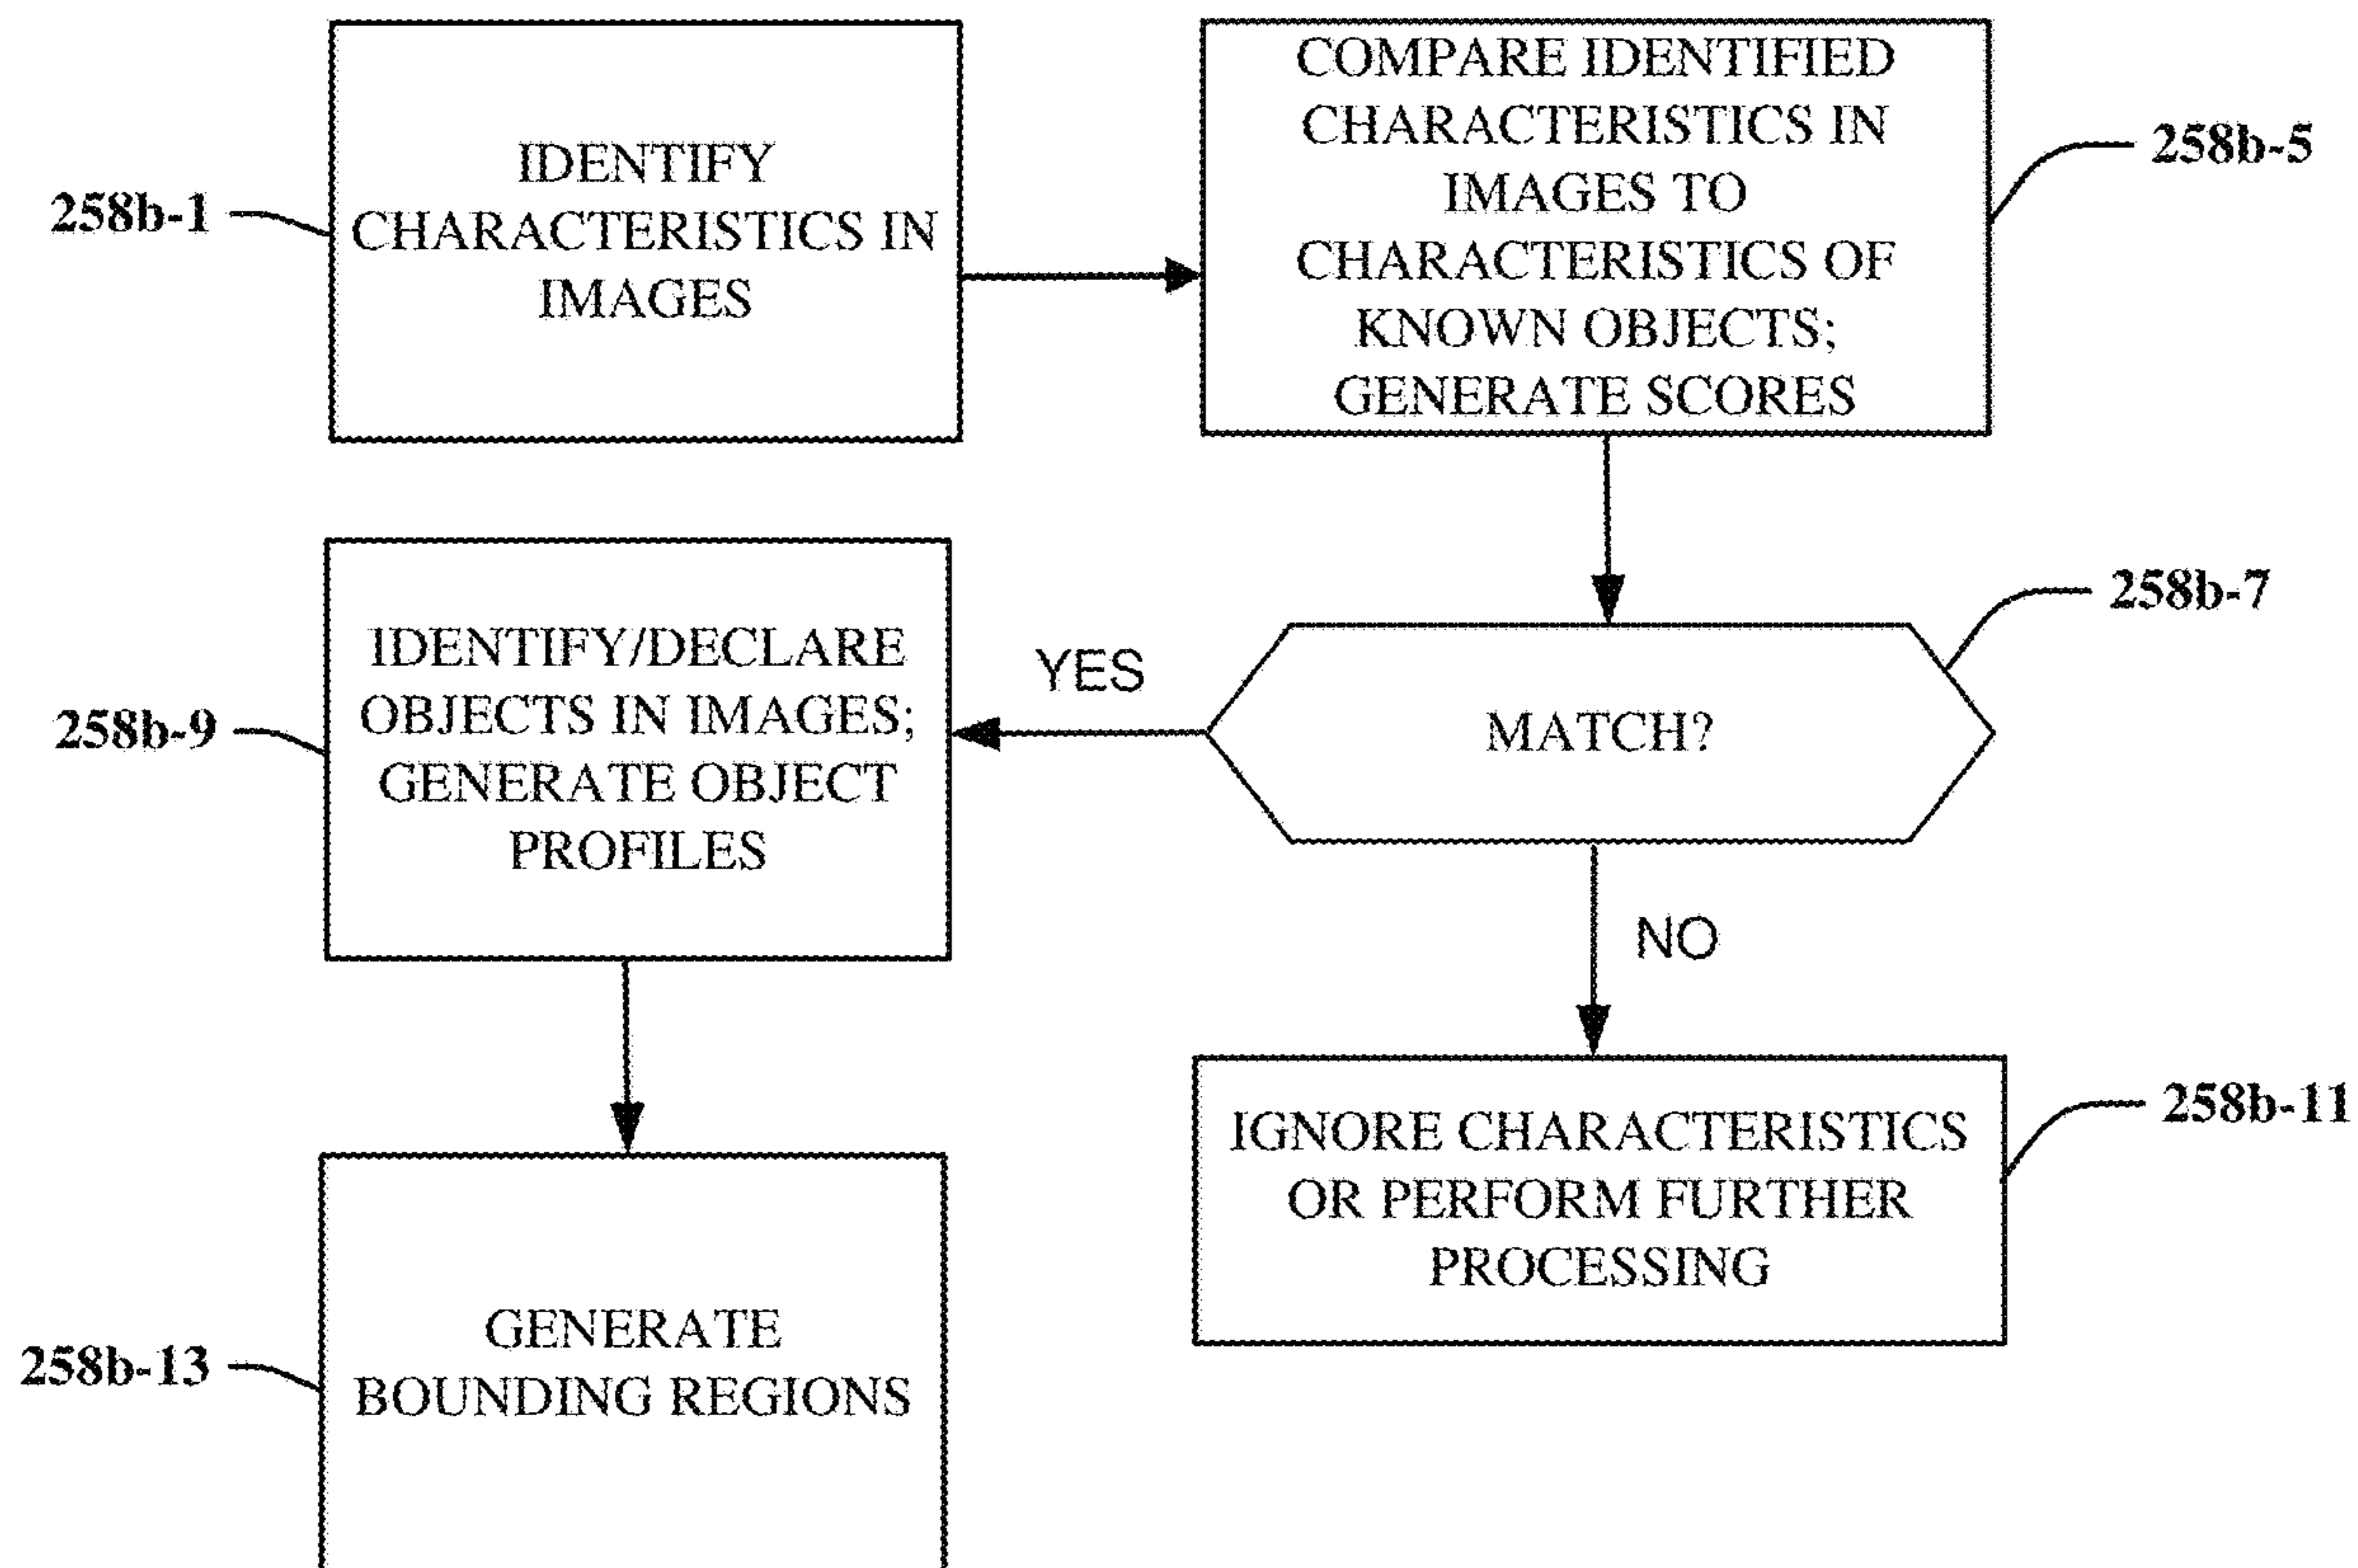 258b-1
IDENTIFY
CHARACTERISTICS IN
IMAGES
COMPARE IDENTIFIED
CHARACTERISTICS IN
IMAGES TO
CHARACTERISTICS OF
KNOWN OBJECTS;
GENERATE SCORES
258b-5
MATCH?
258b-7
YES
NO
258b-9
IDENTIFY/DECLARE
OBJECTS IN IMAGES;
GENERATE OBJECT
PROFILES
IGNORE CHARACTERISTICS
OR PERFORM FURTHER
PROCESSING
258b-11
258b-13
GENERATE
BOUNDING REGIONS